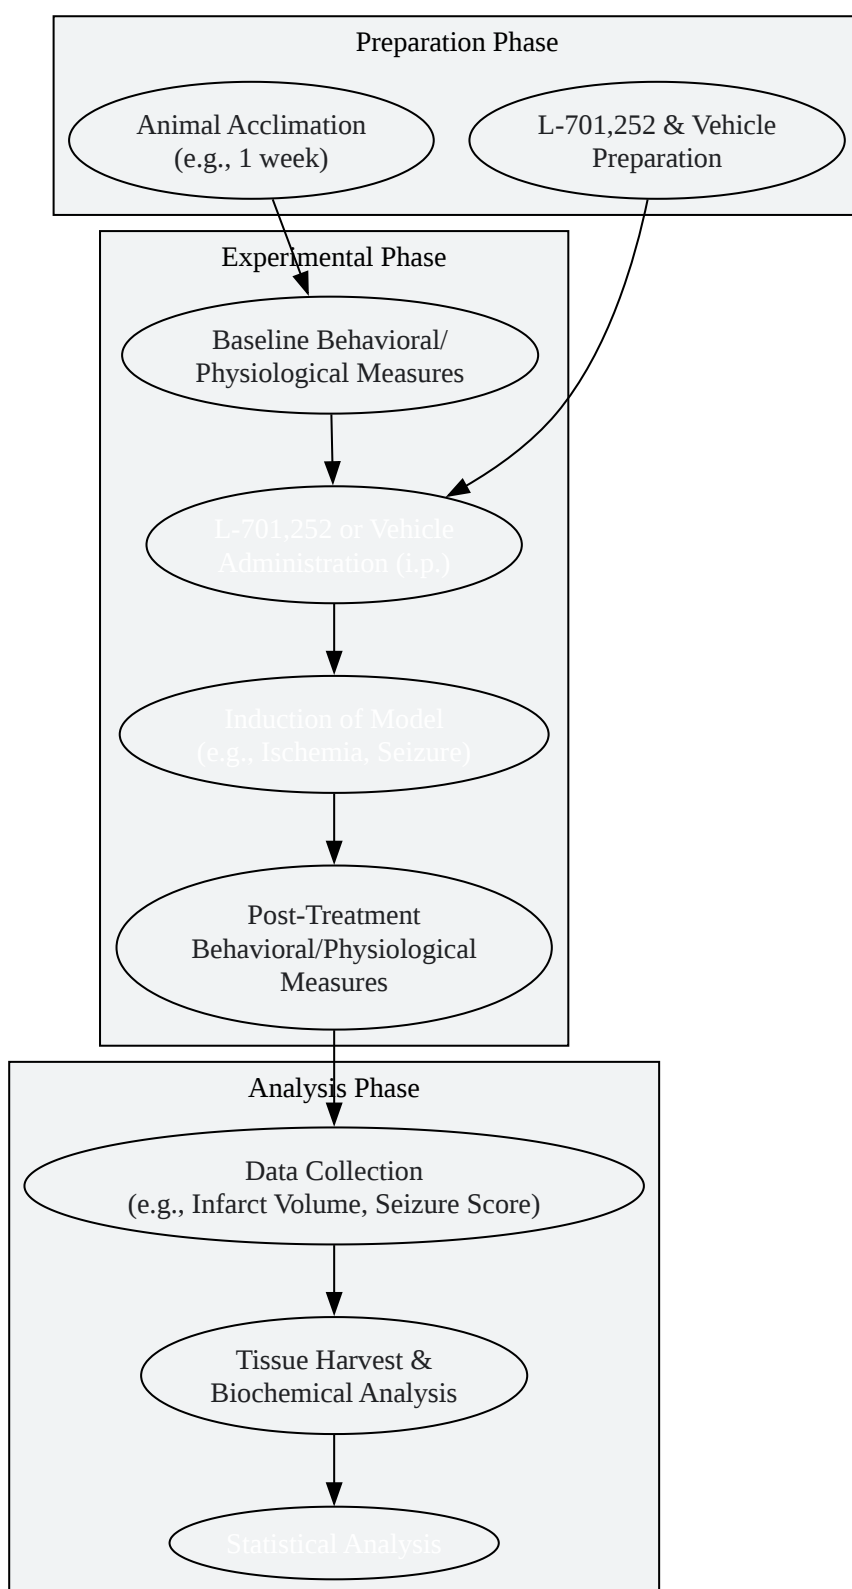 Preparation Phase
Animal Acclimation
(e.g., 1 week)
L-701,252 & Vehicle
Preparation
Experimental Phase
Baseline Behavioral/
Physiological Measures
L-701,252 or Vehicle
Administration (i.p.)
Induction of Model
(e.g., Ischemia, Seizure)
Post-Treatment
Behavioral/Physiological
Measures
Analysis Phase
Data Collection
(e.g., Infarct Volume, Seizure Score)
Tissue Harvest &
Biochemical Analysis
Statistical Analysis